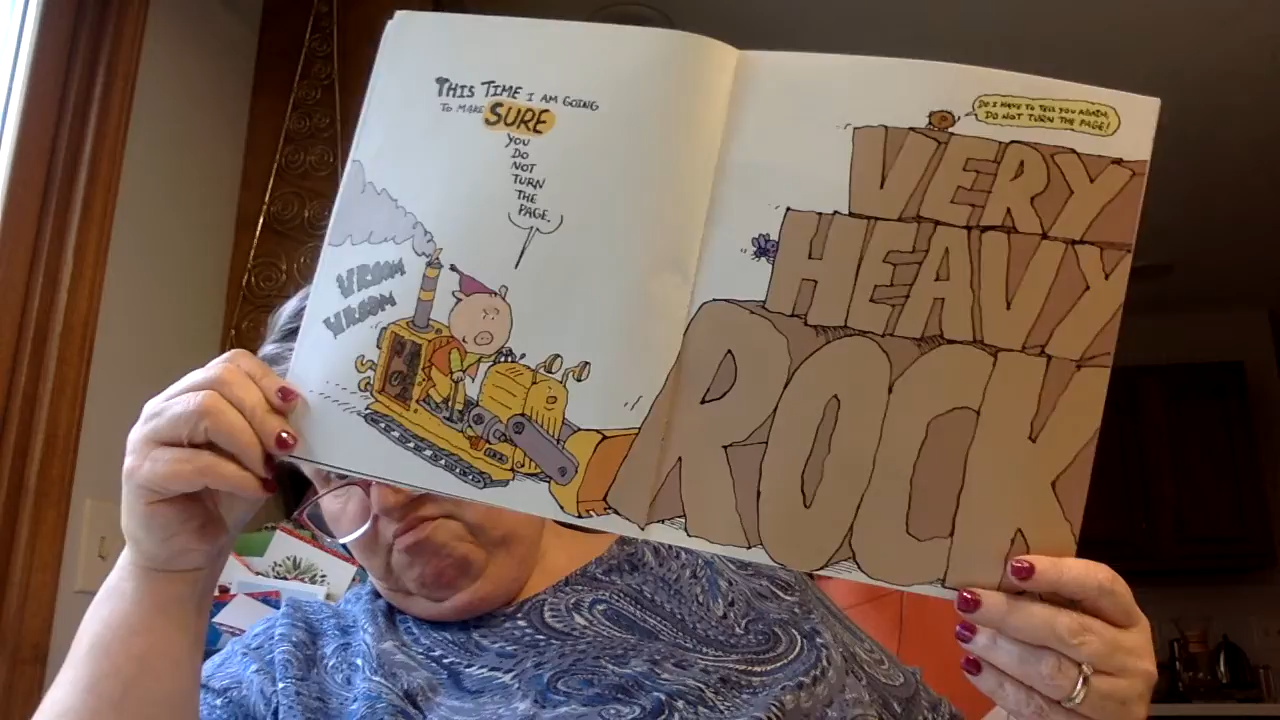 THIS TIME I AM GOING
TO MAKE SURE
YOU
DO
NOT
TURN
THE
PAGE.
VROOM
VROOM
DO I HAVE TO TELL YOU AGAIN,
DO NOT TURN THE PAGE!
VERY
HEAVY
ROCK